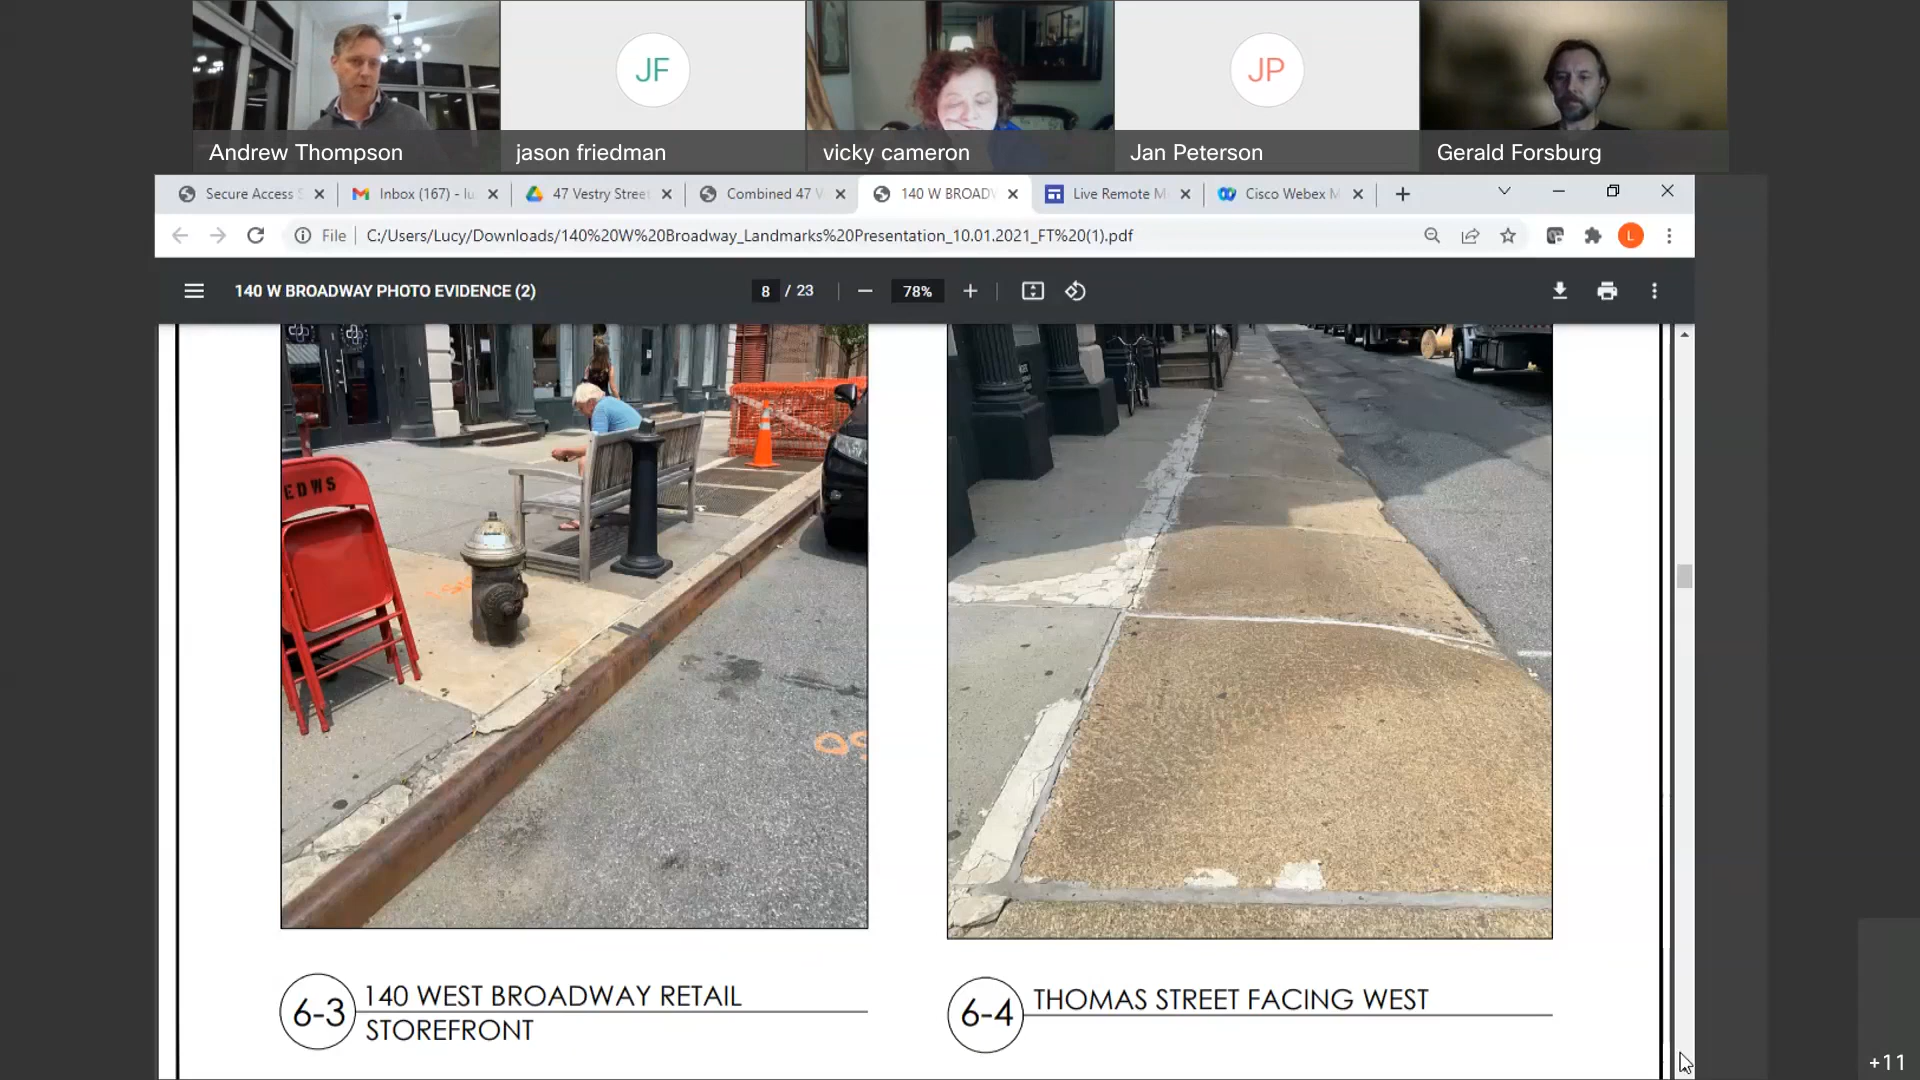 JF
JP
Andrew Thompson
jason friedman
vicky cameron
Jan Peterson
Gerald Forsburg
Secure Access S
Inbox (167) - lu
47 Vestry Street
Combined 47 V
140 W BROADW
Live Remote M
Cisco Webex M
File
C:/Users/Lucy/Downloads/140%20W%20Broadway_Landmarks%20Presentation_10.01.2021_FT%20(1).pdf
L
140 W BROADWAY PHOTO EVIDENCE (2)
8 / 23
78%
EDWS
6-3
140 WEST BROADWAY RETAIL
STOREFRONT
6-4
THOMAS STREET FACING WEST
+11